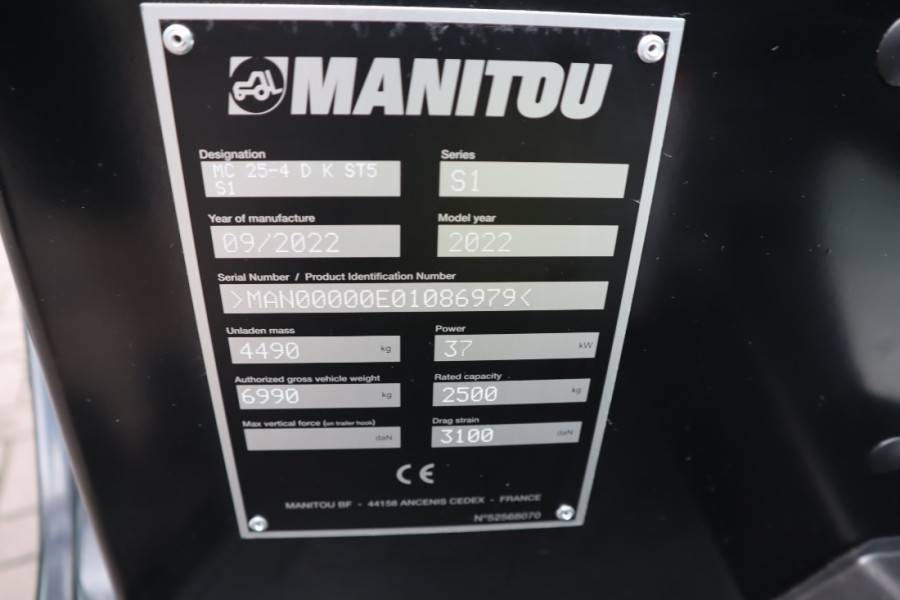 MANITOU
Designation
MC 25-4 D K ST5
S1
Series
S1
Year of manufacture
09/2022
Model year
2022
Serial Number / Product Identification Number
>MAN00000E01086979<
Unladen mass
4490 kg
Power
37 kW
Authorized gross vehicle weight
6990 kg
Rated capacity
2500 kg
Max vertical force (on trailer hook)
daN
Drag strain
3100 daN
CE
MANITOU BF - 44158 ANCENIS CEDEX - FRANCE
N°52568070